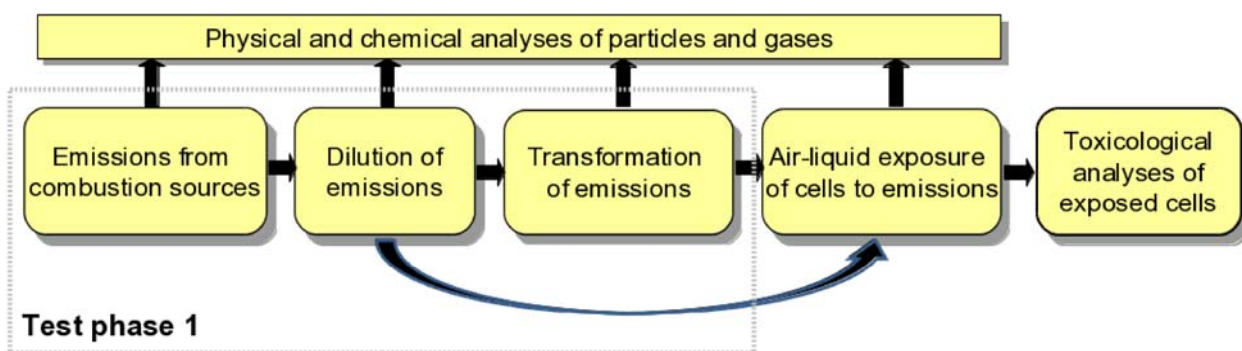 Physical and chemical analyses of particles and gases
Emissions from
combustion sources
Dilution of
emissions
Transformation
of emissions
Air-liquid exposure
of cells to emissions
Toxicological
analyses of
exposed cells
Test phase 1